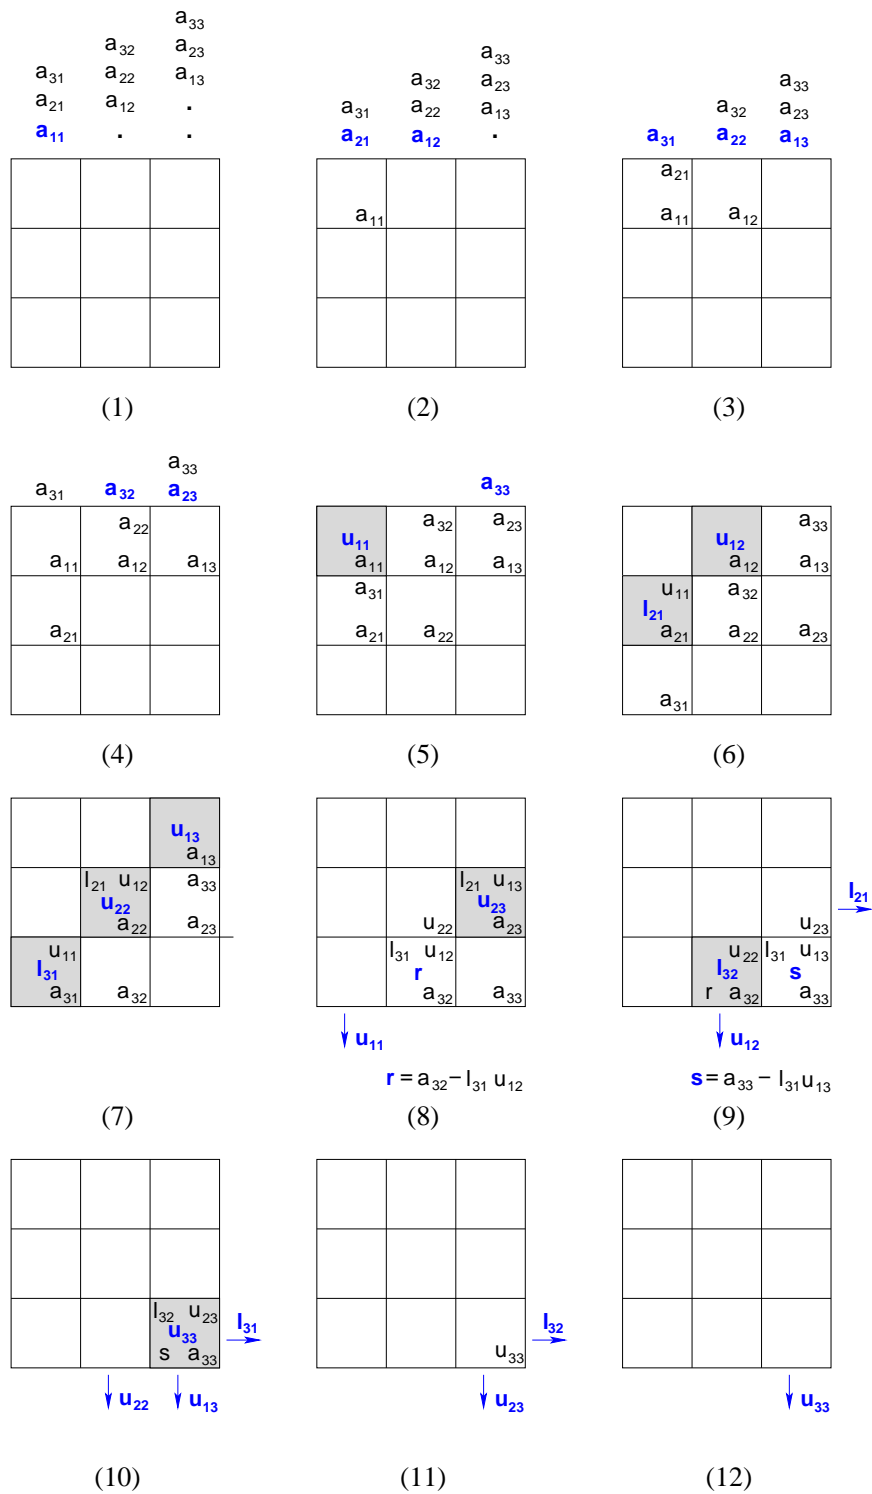 a33
a32 a23
a31 a22 a13
a21 a12 .
a11 . .
(1)
a33
a32 a23
a31 a22 a13
a21 a12 .
a11
(2)
a33
a32 a23
a31 a22 a13
a21
a11 a12
(3)
a33
a31 a32 a23
a22
a11 a12 a13
a21
(4)
a33
a32 a23
u11
a11 a12 a13
a31
a21 a22
(5)
a33
u12
a12 a13
u11 a32
l21
a21 a22 a23
a31
(6)
u13
a13
l21 u12 a33
u22
a22 a23
u11
l31
a31 a32
(7)
l21 u13
u23
u22 a23
l31 u12
r
a32 a33
u11
r = a32 − l31 u12
(8)
l21
u23
u22 l31 u13
l32 s
r a32 a33
u12
s = a33 − l31 u13
(9)
l32 u23
u33 l31
s a33
u22 u13
(10)
l32
u33
u23
(11)
u33
(12)